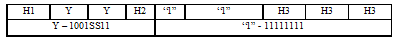 H1 Y Y H2 “1” “1” H3 H3 H3
Y – 1001SS11 “1” - 11111111